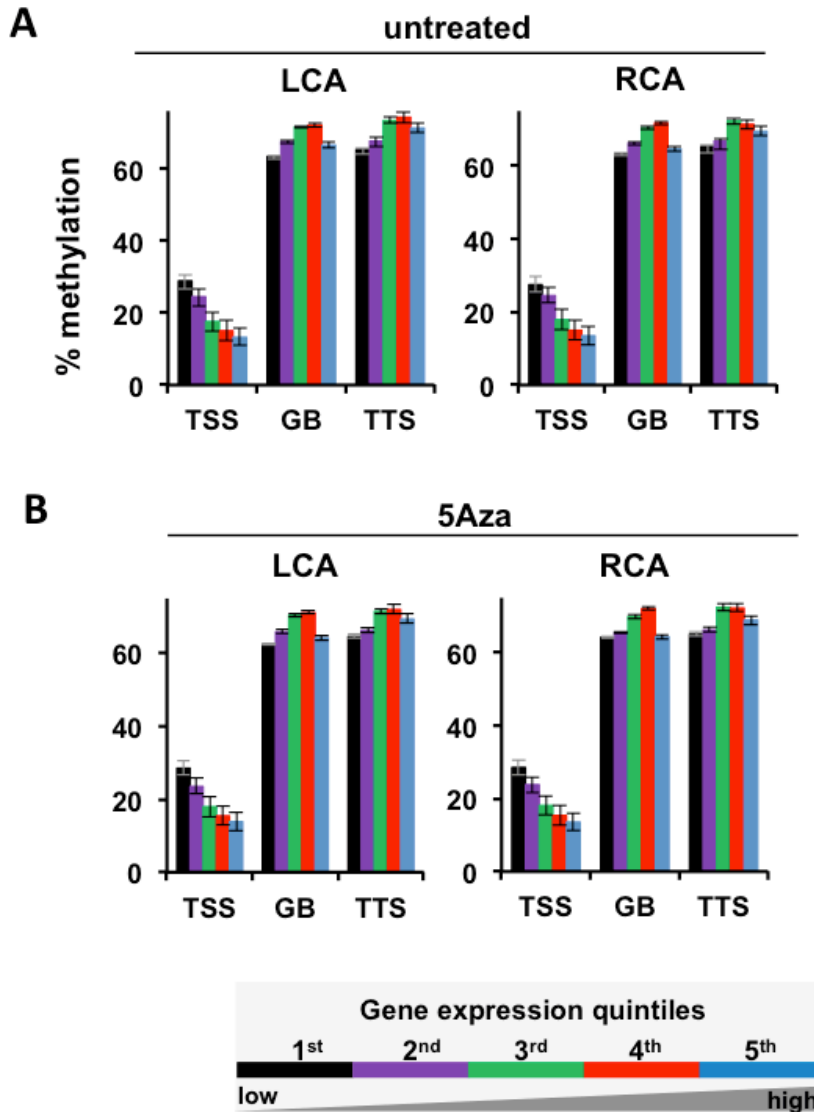 A
untreated
LCA
RCA
% methylation
60
40
20
0
TSS
GB
TTS
60
40
20
0
TSS
GB
TTS
B
5Aza
LCA
RCA
60
40
20
0
TSS
GB
TTS
60
40
20
0
TSS
GB
TTS
Gene expression quintiles
1st 2nd 3rd 4th 5th
low high